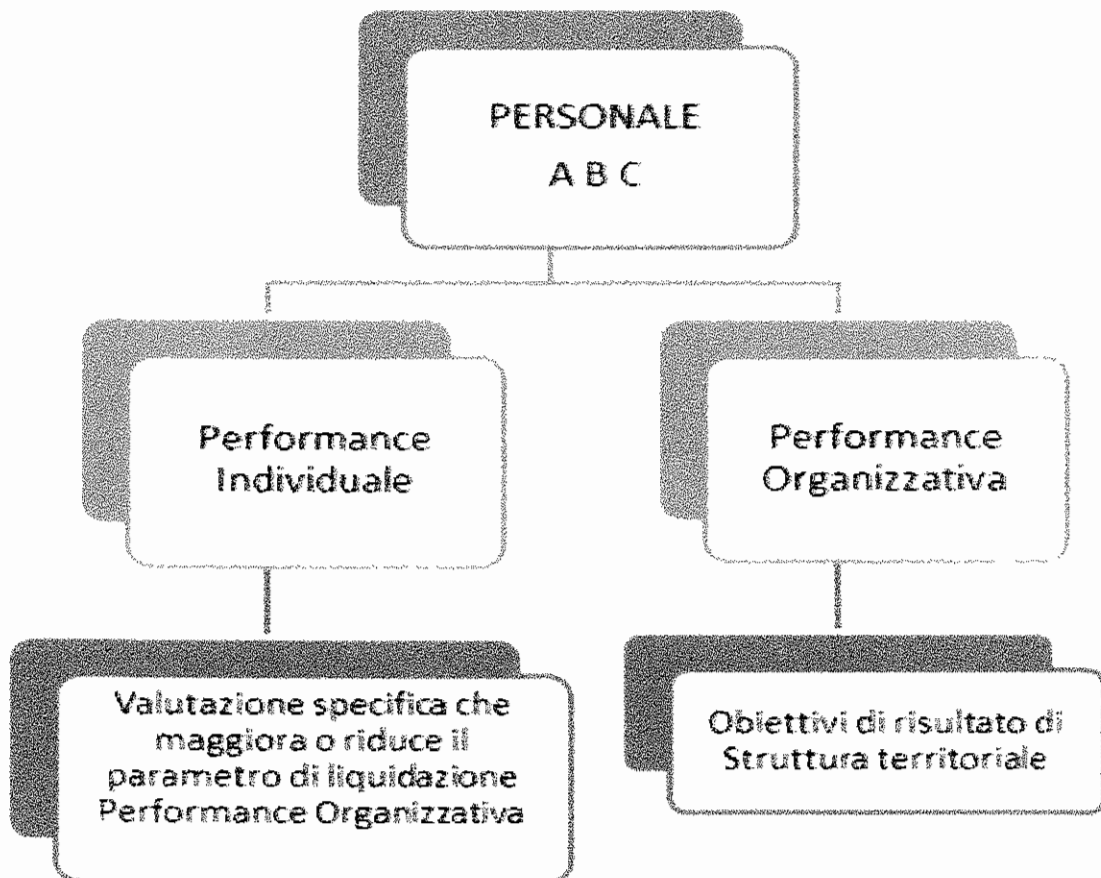 PERSONALE
A B C
Performance
Individuale
Performance
Organizzativa
Valutazione specifica che
maggiora o riduce il
parametro di liquidazione
Performance Organizzativa
Obiettivi di risultato di
Struttura territoriale